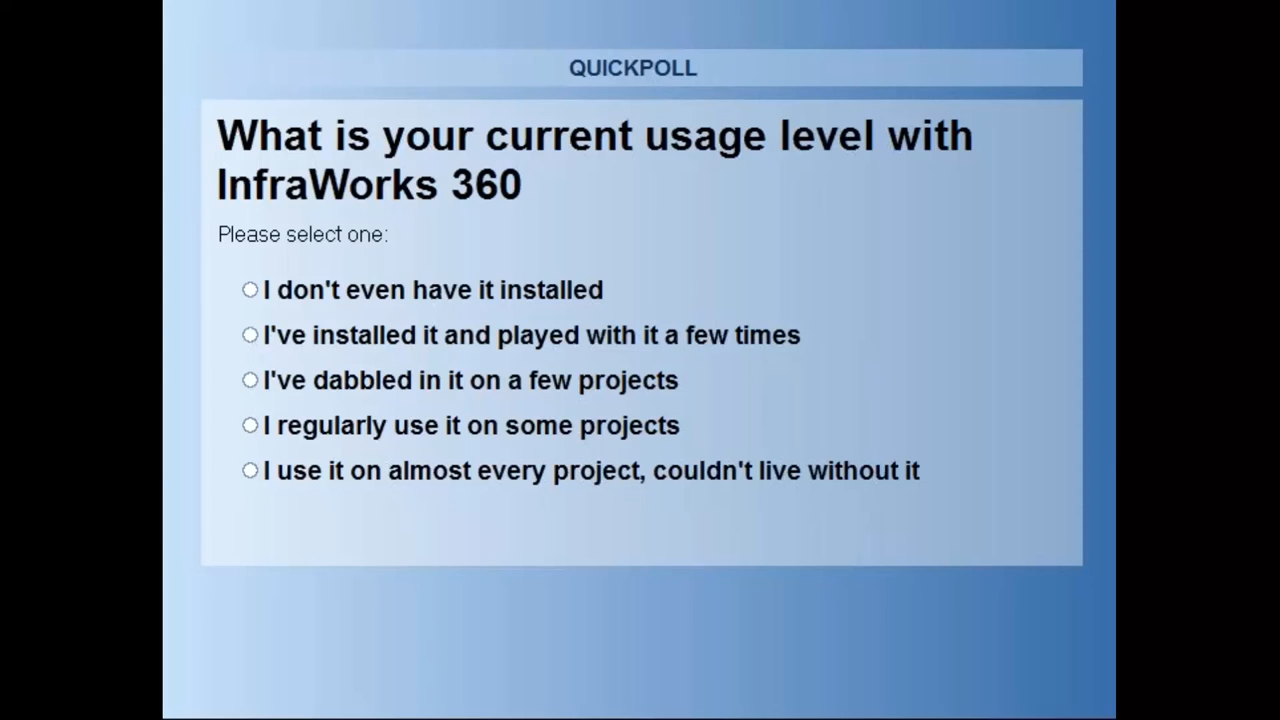 QUICKPOLL
What is your current usage level with
InfraWorks 360
Please select one:
I don't even have it installed
I've installed it and played with it a few times
I've dabbled in it on a few projects
I regularly use it on some projects
I use it on almost every project, couldn't live without it